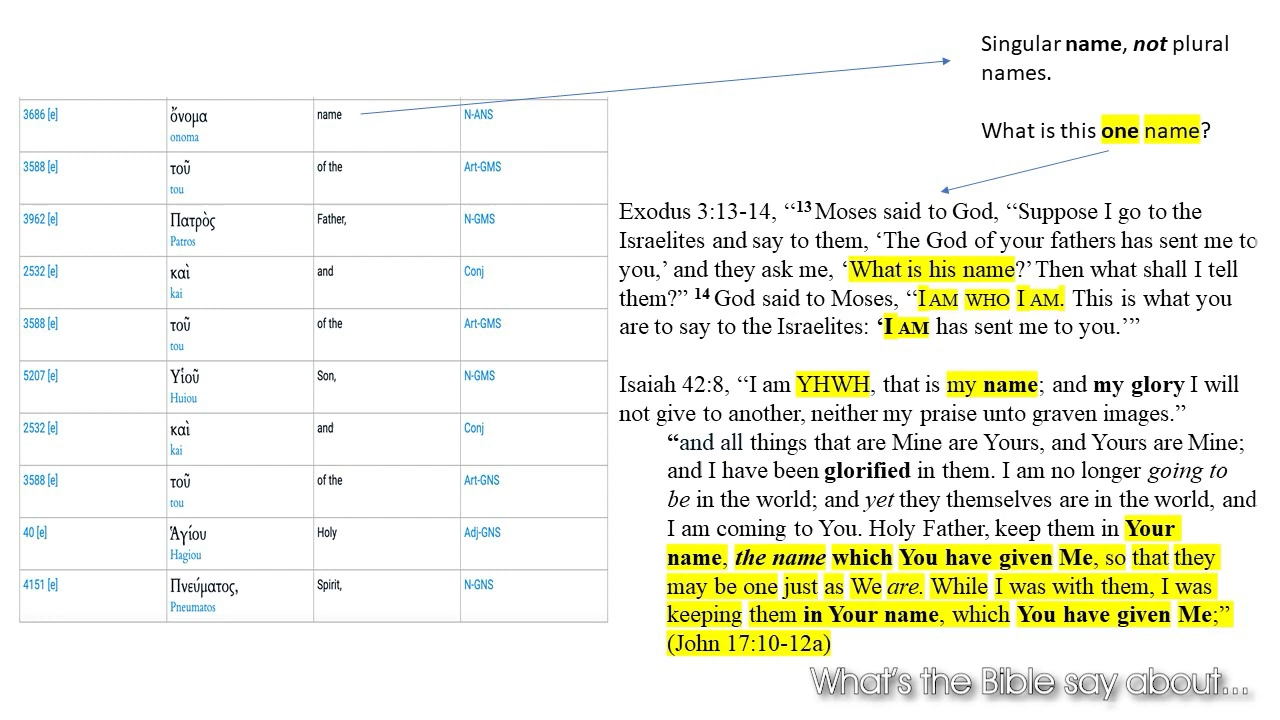 Singular name, not plural
names.
What is this one name?
3686 [e] ὄνομα name N-ANS
onoma
3588 [e] τοῦ of the Art-GMS
tou
3962 [e] Πατρὸς Father, N-GMS
Patros
2532 [e] καὶ and Conj
kai
3588 [e] τοῦ of the Art-GMS
tou
5207 [e] Υἱοῦ Son, N-GMS
Huiou
2532 [e] καὶ and Conj
kai
3588 [e] τοῦ of the Art-GNS
tou
40 [e] Ἁγίου Holy Adj-GNS
Hagiou
4151 [e] Πνεύματος, Spirit, N-GNS
Pneumatos
Exodus 3:13-14, “13 Moses said to God, “Suppose I go to the
Israelites and say to them, ‘The God of your fathers has sent me to
you,’ and they ask me, ‘What is his name?’ Then what shall I tell
them?” 14 God said to Moses, “I AM WHO I AM. This is what you
are to say to the Israelites: ‘I AM has sent me to you.’”
Isaiah 42:8, “I am YHWH, that is my name; and my glory I will
not give to another, neither my praise unto graven images.”
“and all things that are Mine are Yours, and Yours are Mine;
and I have been glorified in them. I am no longer going to
be in the world; and yet they themselves are in the world, and
I am coming to You. Holy Father, keep them in Your
name, the name which You have given Me, so that they
may be one just as We are. While I was with them, I was
keeping them in Your name, which You have given Me;”
(John 17:10-12a)
What's the Bible say about...